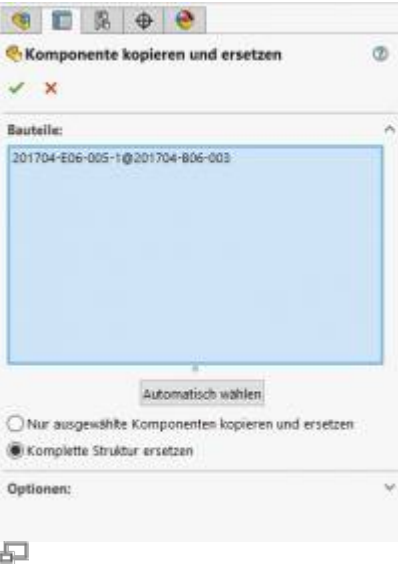 Komponente kopieren und ersetzen
Bauteile:
201704-E06-005-1@201704-B06-003
Automatisch wählen
Nur ausgewählte Komponenten kopieren und ersetzen
Komplette Struktur ersetzen
Optionen: